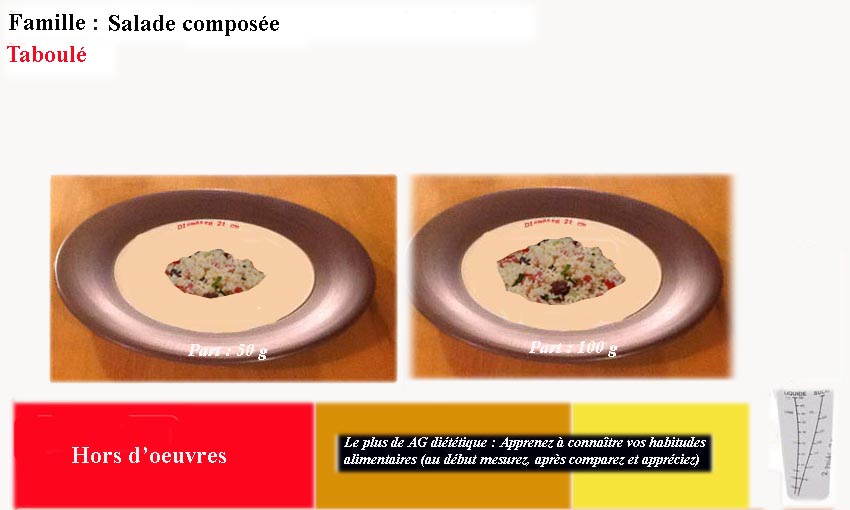 Famille : Salade composée
Taboulé
Diamètre 21 cm
Diamètre 21 cm
Part : 50 g
Part : 100 g
Hors d’oeuvres
Le plus de AG diététique : Apprenez à connaître vos habitudes
alimentaires (au début mesurez, après comparez et appréciez)
LIQUIDE